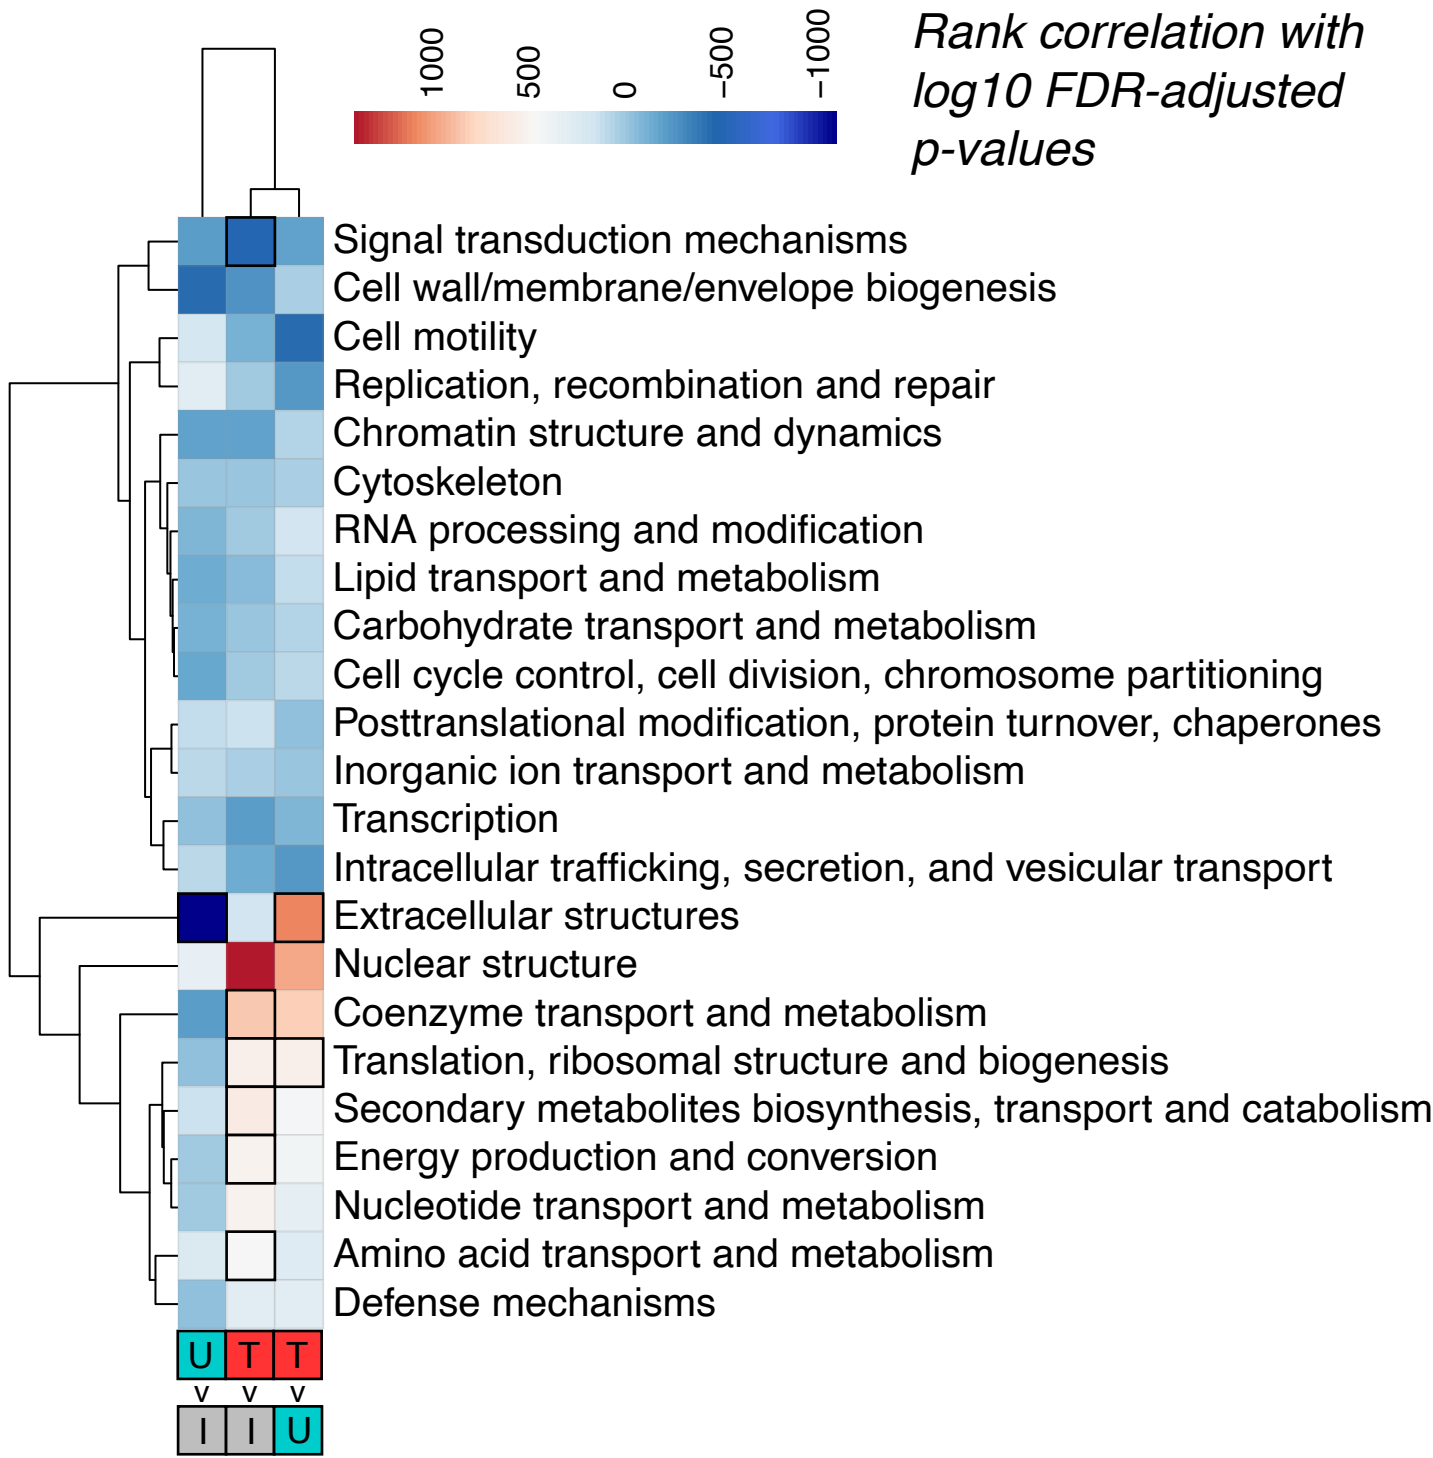 1000 500 0 −500 −1000
Rank correlation with
log10 FDR-adjusted
p-values
Signal transduction mechanisms
Cell wall/membrane/envelope biogenesis
Cell motility
Replication, recombination and repair
Chromatin structure and dynamics
Cytoskeleton
RNA processing and modification
Lipid transport and metabolism
Carbohydrate transport and metabolism
Cell cycle control, cell division, chromosome partitioning
Posttranslational modification, protein turnover, chaperones
Inorganic ion transport and metabolism
Transcription
Intracellular trafficking, secretion, and vesicular transport
Extracellular structures
Nuclear structure
Coenzyme transport and metabolism
Translation, ribosomal structure and biogenesis
Secondary metabolites biosynthesis, transport and catabolism
Energy production and conversion
Nucleotide transport and metabolism
Amino acid transport and metabolism
Defense mechanisms
U T T
v v v
I I U